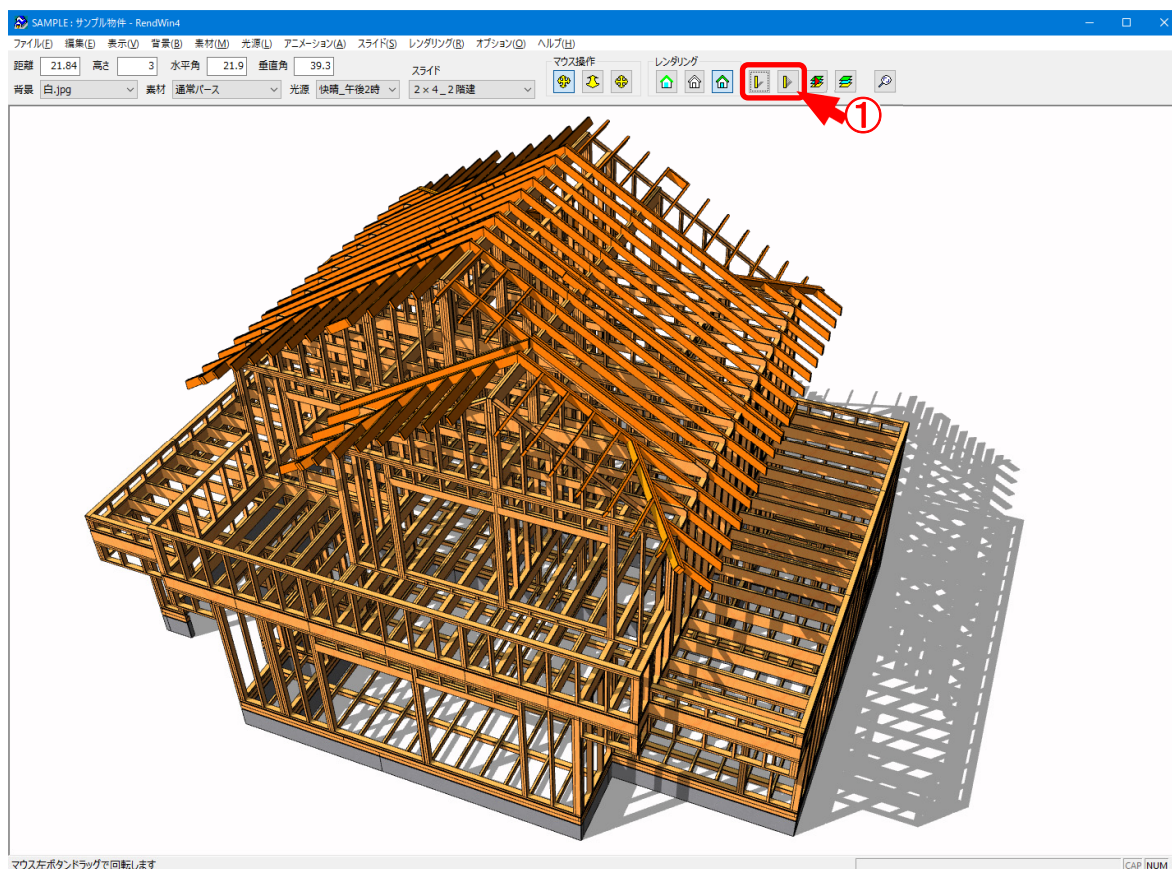 SAMPLE : サンプル物件 - RendWin4
ファイル(F) 編集(E) 表示(V) 背景(B) 素材(M) 光源(L) アニメーション(A) スライド(S) レンダリング(R) オプション(O) ヘルプ(H)
距離 21.84 高さ 3 水平角 21.9 垂直角 39.3 スライド マウス操作 レンダリング
背景 白.jpg 素材 通常パース 光源 快晴_午後2時 2×4_2階建
①
マウス左ボタンドラッグで回転します CAP NUM